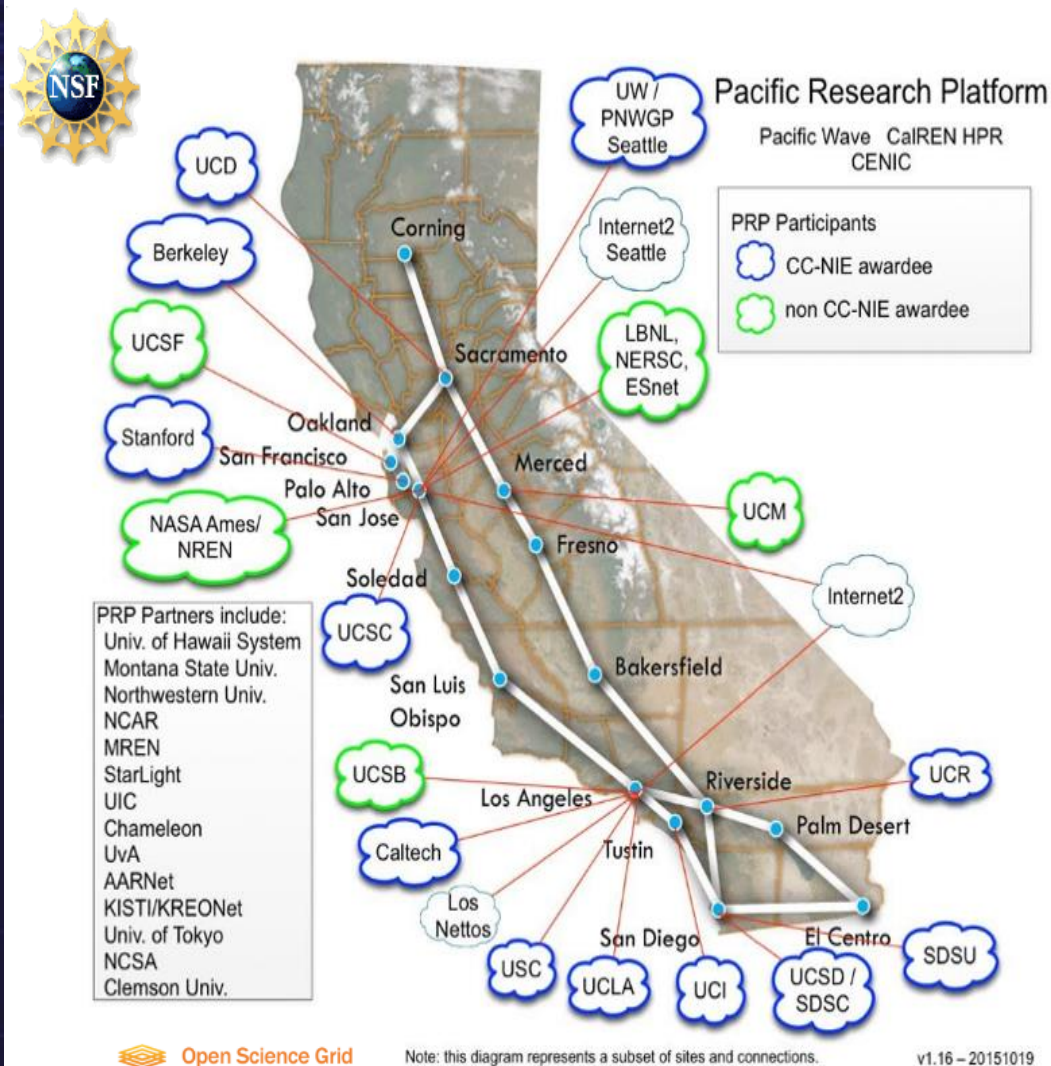 NSF
Pacific Research Platform
Pacific Wave CalREN HPR
CENIC
PRP Participants
CC-NIE awardee
non CC-NIE awardee
UW /
PNWGP
Seattle
UCD
Internet2
Seattle
Berkeley
Corning
UCSF
LBNL,
NERSC,
ESnet
Sacramento
Stanford
Oakland
San Francisco
Palo Alto
San Jose
Merced
UCM
NASA Ames/
NREN
Fresno
Soledad
Internet2
UCSC
PRP Partners include:
Univ. of Hawaii System
Montana State Univ.
Northwestern Univ.
NCAR
MREN
StarLight
UIC
Chameleon
UvA
AARNet
KISTI/KREONet
Univ. of Tokyo
NCSA
Clemson Univ.
San Luis
Obispo
Bakersfield
UCSB
Los Angeles
Riverside
UCR
Caltech
Tustin
Palm Desert
Los
Nettos
San Diego
El Centro
USC
UCLA
UCI
UCSD /
SDSC
SDSU
Open Science Grid
Note: this diagram represents a subset of sites and connections.
v1.16 – 20151019